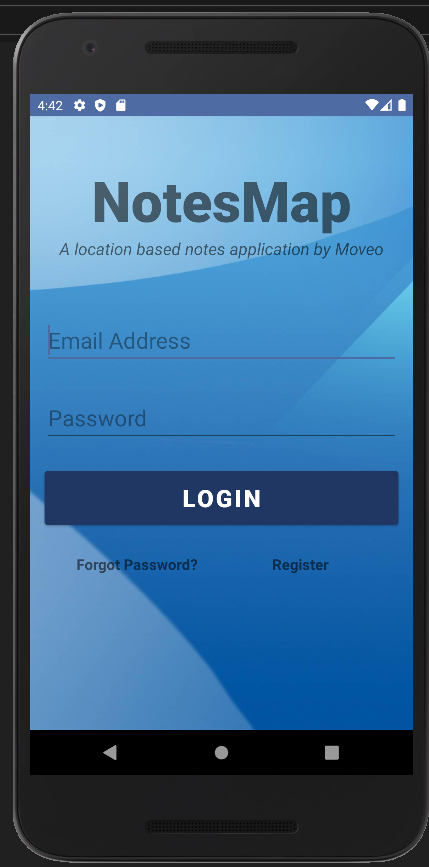 4:42
NotesMap
A location based notes application by Moveo
Email Address
Password
LOGIN
Forgot Password? Register